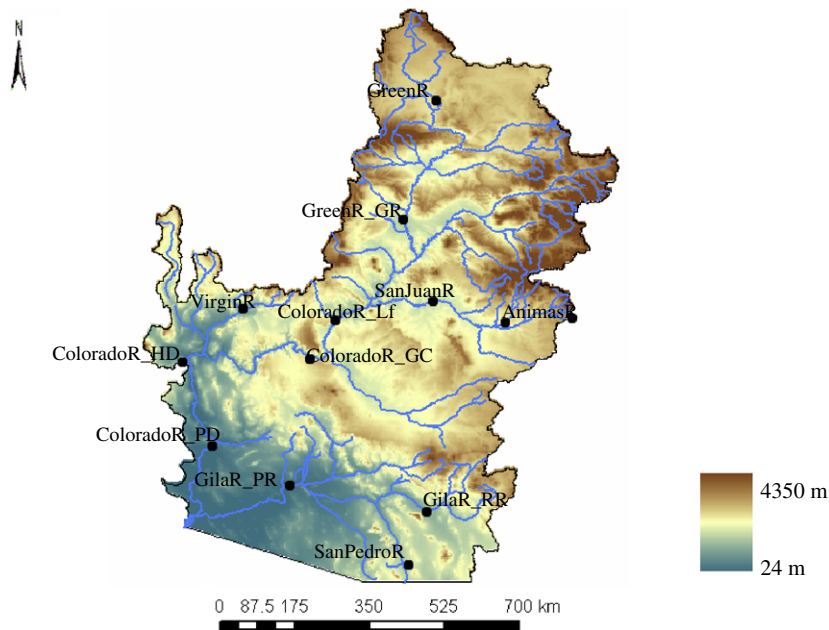 N
GreenR
GreenR_GR
SanJuanR
VirginR
ColoradoR_Lf
AnimasR
ColoradoR_HD
ColoradoR_GC
ColoradoR_PD
GilaR_PR
GilaR_RR
SanPedroR
4350 m
24 m
0 87.5 175 350 525 700 km